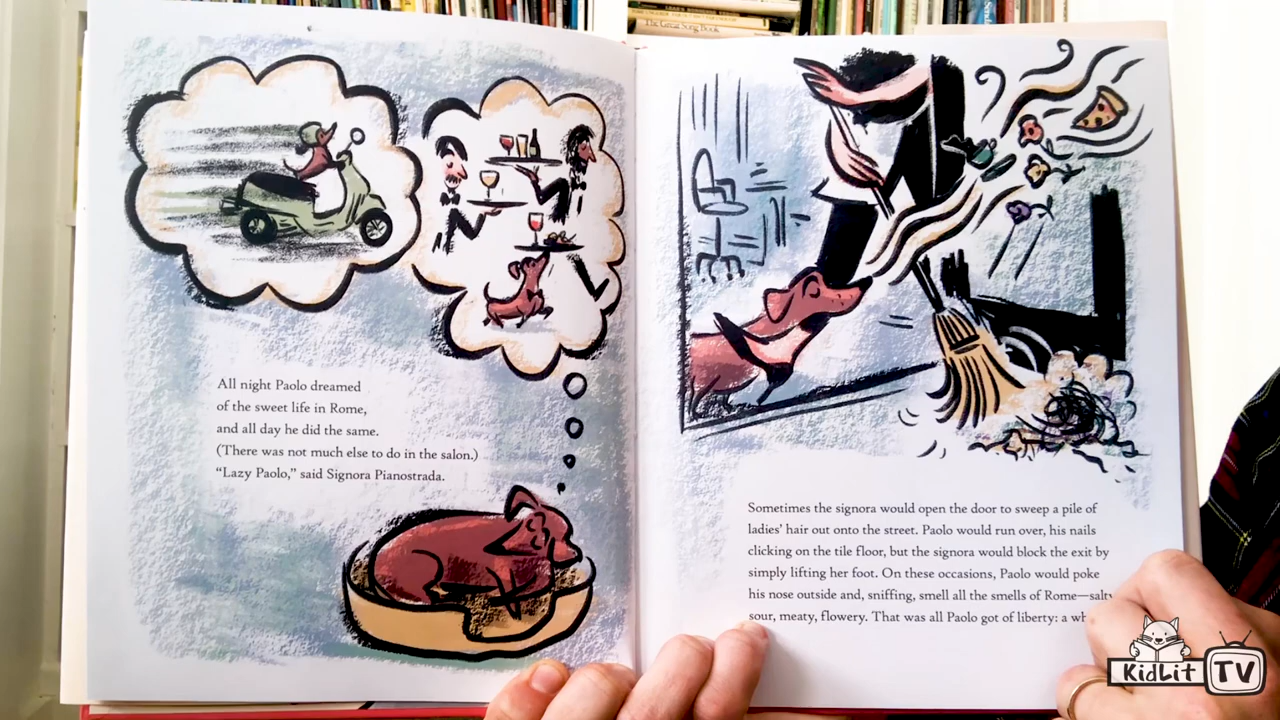 The Great Song Book
All night Paolo dreamed
of the sweet life in Rome,
and all day he did the same.
(There was not much else to do in the salon.)
“Lazy Paolo,” said Signora Pianostrada.
Sometimes the signora would open the door to sweep a pile of
ladies’ hair out onto the street. Paolo would run over, his nails
clicking on the tile floor, but the signora would block the exit by
simply lifting her foot. On these occasions, Paolo would poke
his nose outside and, sniffing, smell all the smells of Rome—salty
sour, meaty, flowery. That was all Paolo got of liberty: a wh
KidLit TV